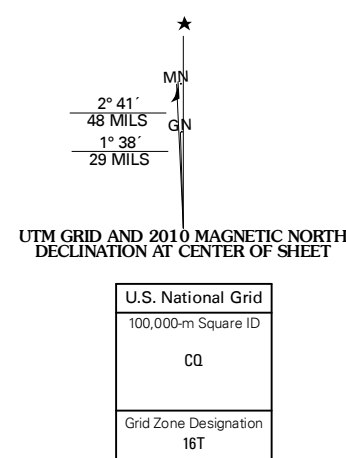 ★
MN
2° 41´
48 MILS
GN
1° 38´
29 MILS
UTM GRID AND 2010 MAGNETIC NORTH
DECLINATION AT CENTER OF SHEET
U.S. National Grid
100,000-m Square ID
CQ
Grid Zone Designation
16T